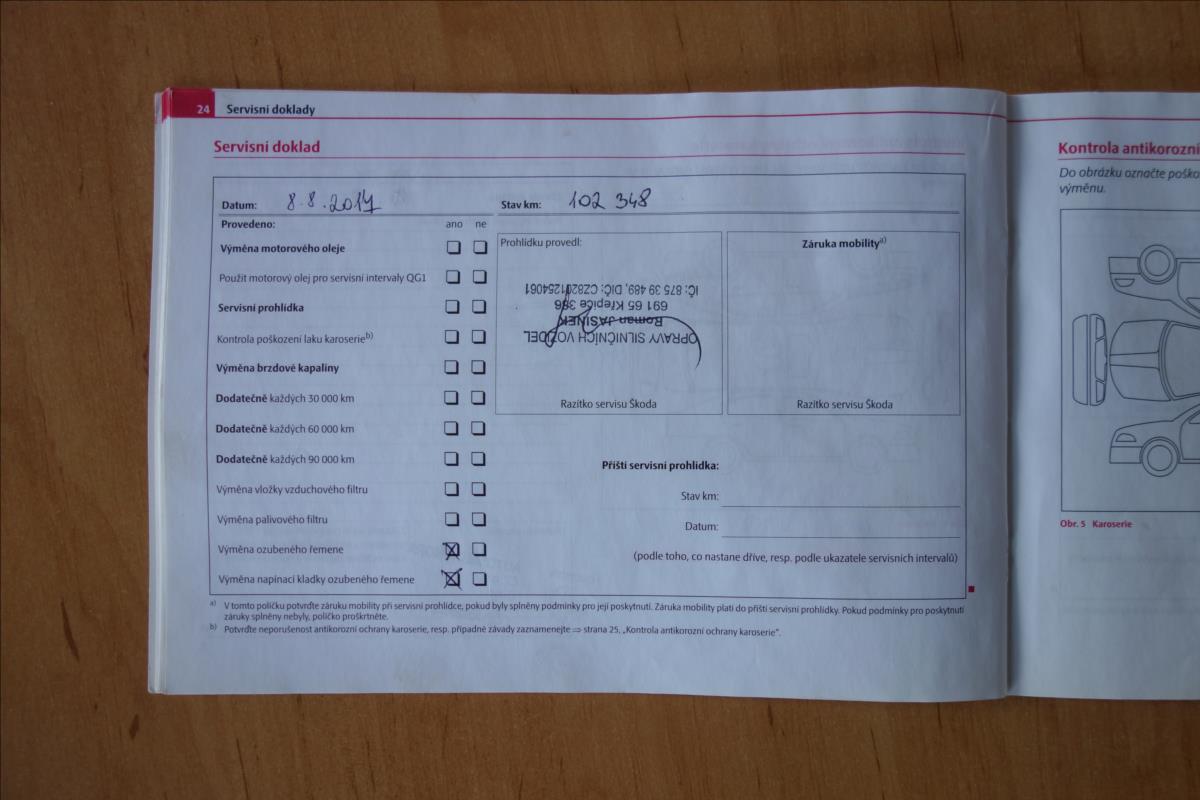 24 Servisní doklady
Servisní doklad
Datum: 8.8.2017
Stav km: 102 348
Provedeno: ano ne
Výměna motorového oleje
Použit motorový olej pro servisní intervaly QG1
Servisní prohlídka
Kontrola poškození laku karoserie b)
Výměna brzdové kapaliny
Dodatečně každých 30 000 km
Dodatečně každých 60 000 km
Dodatečně každých 90 000 km
Výměna vložky vzduchového filtru
Výměna palivového filtru
Výměna ozubeného řemene
Výměna napínací kladky ozubeného řemene
Prohlídku provedl:
OPRAVY SILNIČNÍCH VOZIDEL
Roman JASÍNEK
691 65 Křepice 386
IČ: 875 39 489, DIČ: CZ8201254061
Razítko servisu Škoda
Záruka mobility a)
Razítko servisu Škoda
Příští servisní prohlídka:
Stav km:
Datum:
(podle toho, co nastane dříve, resp. podle ukazatele servisních intervalů)
a) V tomto políčku potvrďte záruku mobility při servisní prohlídce, pokud byly splněny podmínky pro její poskytnutí. Záruka mobility platí do příští servisní prohlídky. Pokud podmínky pro poskytnutí
záruky splněny nebyly, políčko proškrtněte.
b) Potvrďte neporušenost antikorozní ochrany karoserie, resp. případné závady zaznamenejte ⇒ strana 25, „Kontrola antikorozní ochrany karoserie“.
Kontrola antikorozní
Do obrázku označte poško
výměnu.
Obr. 5 Karoserie